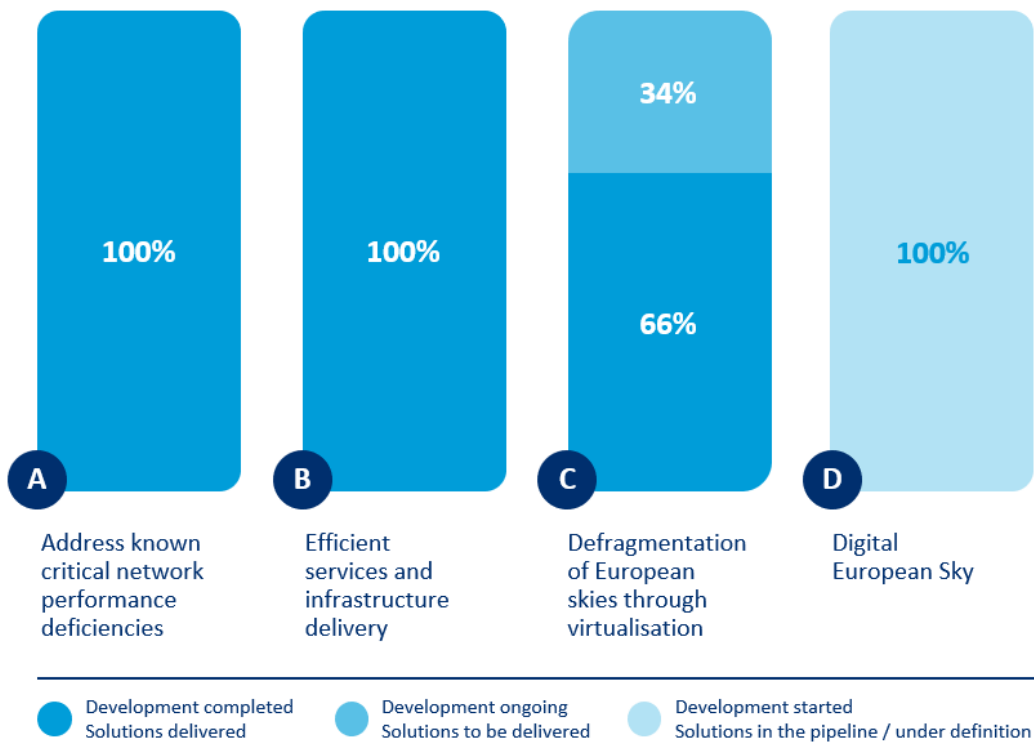 34%
100%
100%
100%
66%
A
B
C
D
Address known
critical network
performance
deficiencies
Efficient
services and
infrastructure
delivery
Defragmentation
of European
skies through
virtualisation
Digital
European Sky
Development completed
Solutions delivered
Development ongoing
Solutions to be delivered
Development started
Solutions in the pipeline / under definition